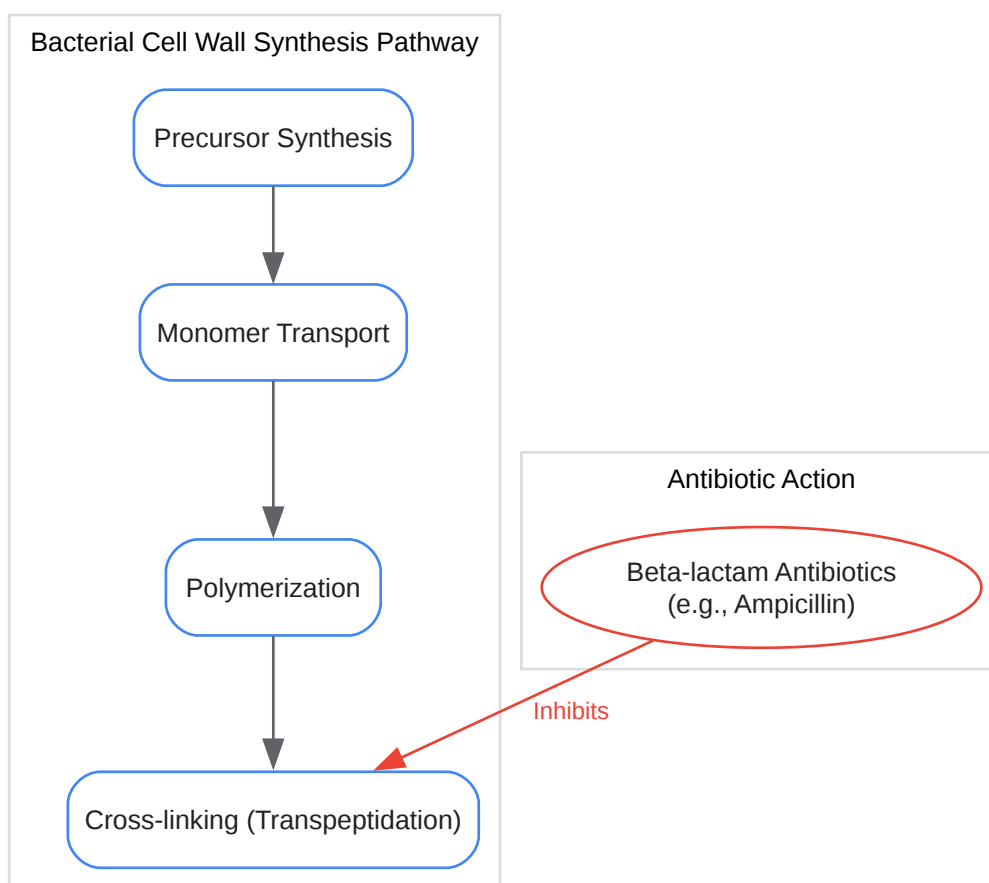 Bacterial Cell Wall Synthesis Pathway
Precursor Synthesis
Monomer Transport
Polymerization
Cross-linking (Transpeptidation)
Antibiotic Action
Beta-lactam Antibiotics
(e.g., Ampicillin)
Inhibits